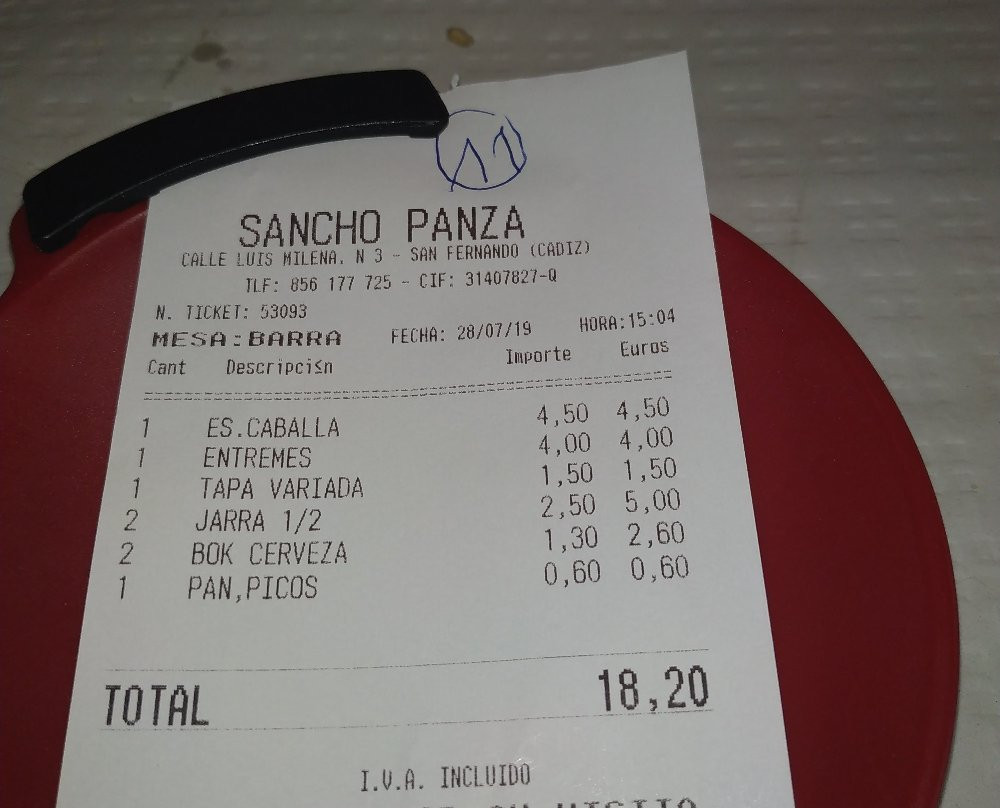 11
SANCHO PANZA
CALLE LUIS MILENA. N 3 - SAN FERNANDO (CADIZ)
TLF: 856 177 725 - CIF: 31407827-Q
N. TICKET: 53093
MESA:BARRA FECHA: 28/07/19 HORA:15:04
Cant Descripción Importe Euros
1 ES.CABALLA 4,50 4,50
1 ENTREMES 4,00 4,00
1 TAPA VARIADA 1,50 1,50
2 JARRA 1/2 2,50 5,00
2 BOK CERVEZA 1,30 2,60
1 PAN,PICOS 0,60 0,60
TOTAL 18,20
I.V.A. INCLUIDO